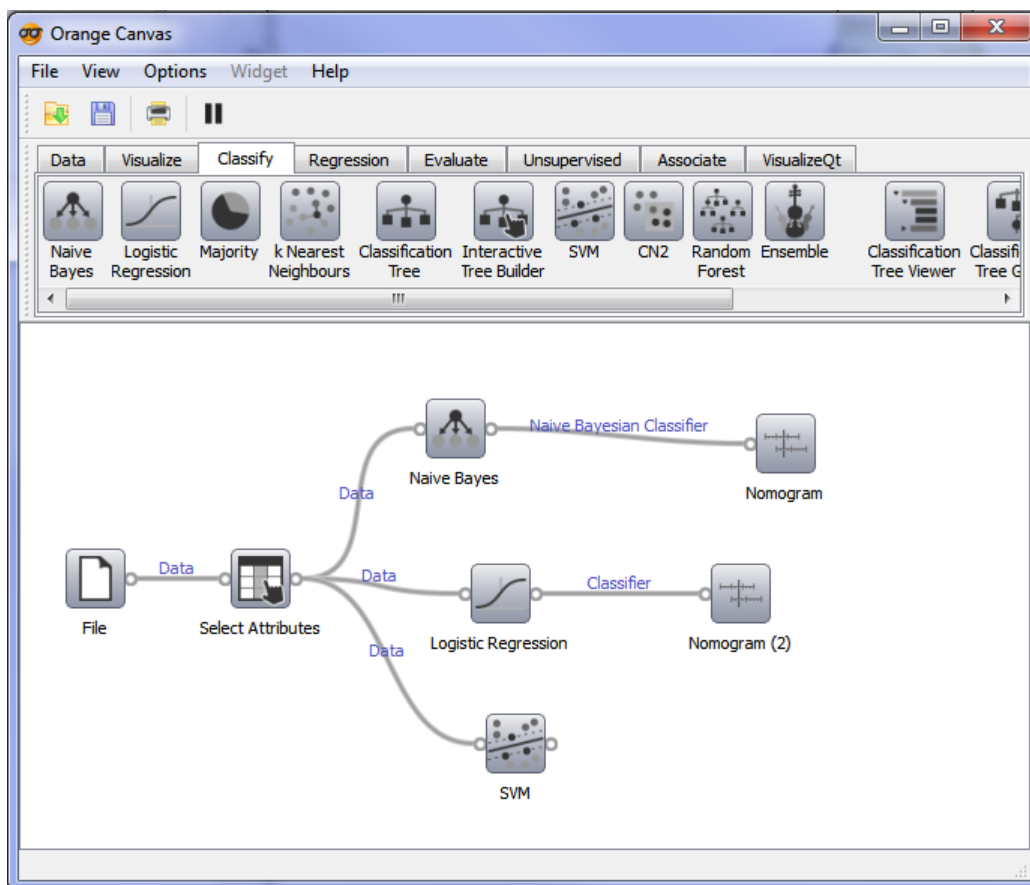 Orange Canvas
File View Options Widget Help
Data Visualize Classify Regression Evaluate Unsupervised Associate VisualizeQt
Naive Logistic Majority k Nearest Classification Interactive SVM CN2 Random Ensemble Classification Classifi
Bayes Regression Neighbours Tree Tree Builder Forest Tree Viewer Tree G
Naive Bayesian Classifier
Naive Bayes
Nomogram
Data
Data
Data
Classifier
File
Select Attributes
Logistic Regression
Nomogram (2)
Data
SVM